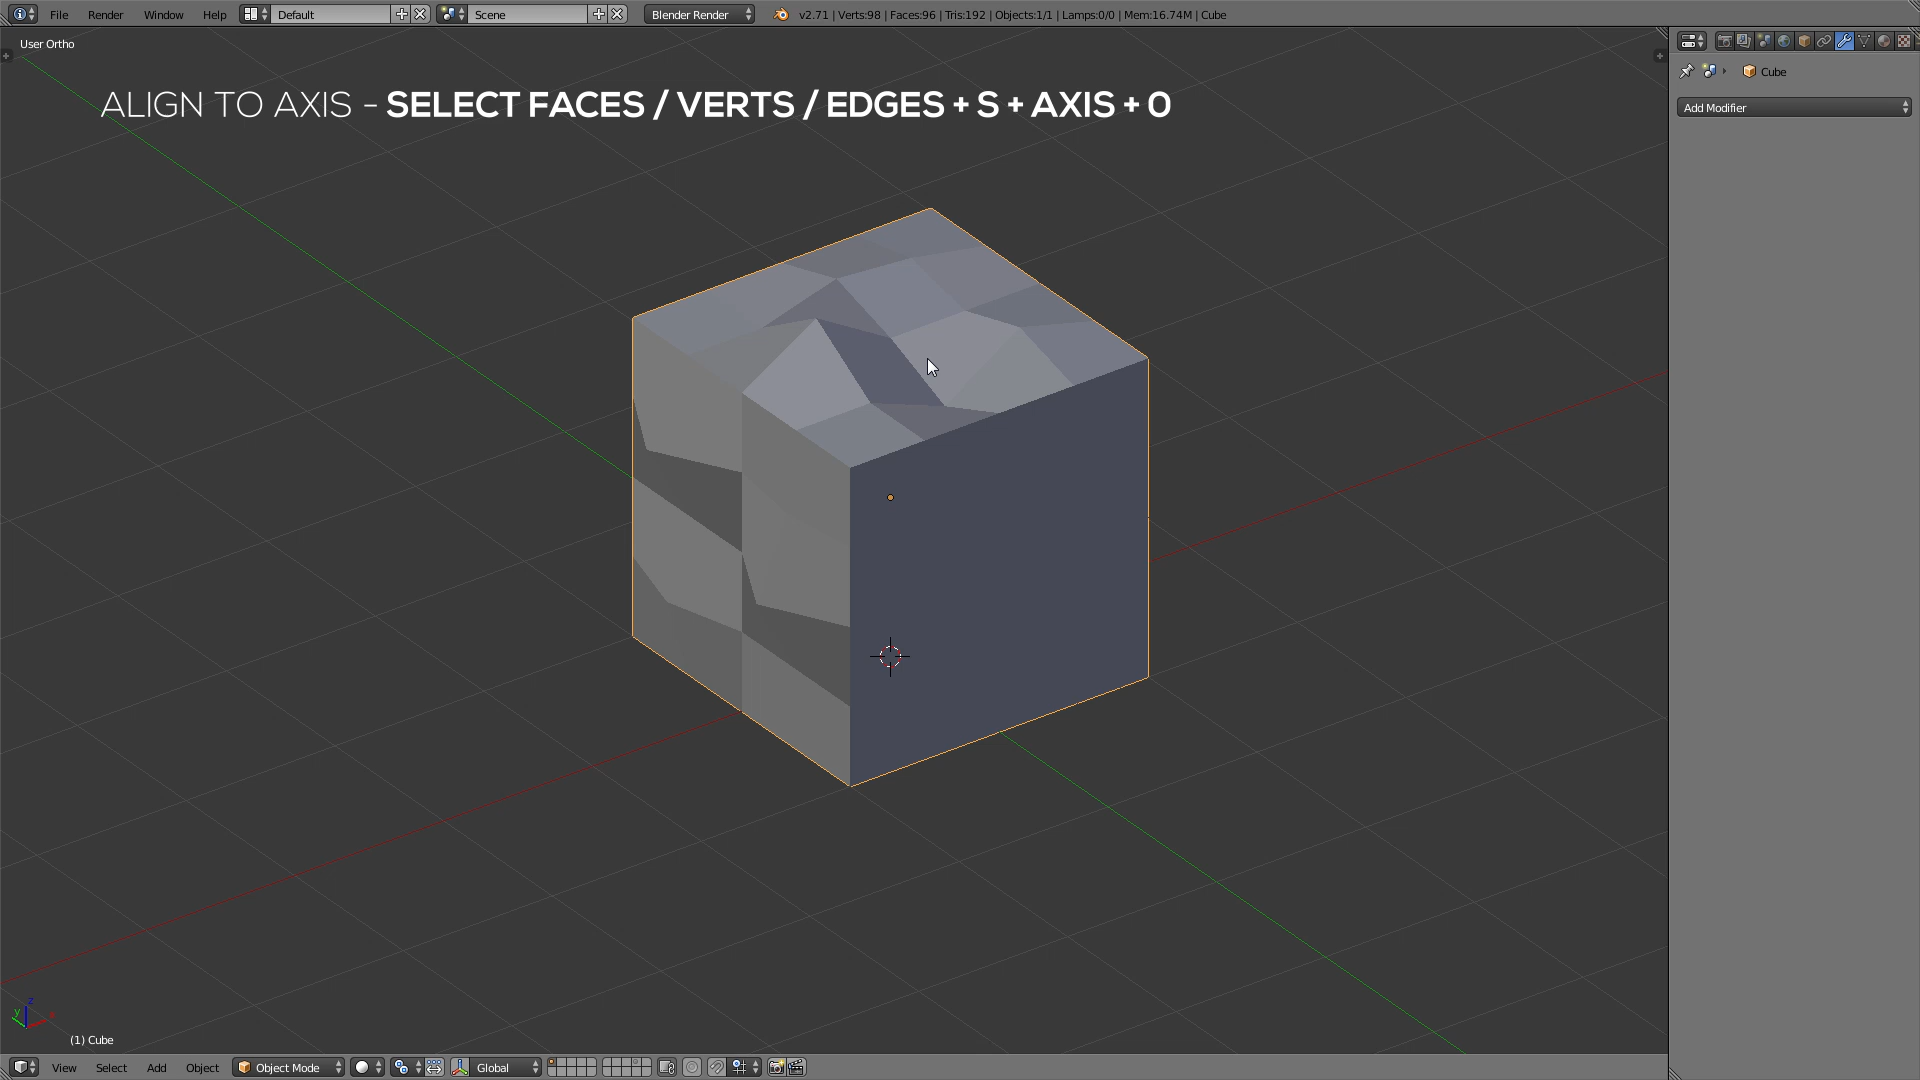 File Render Window Help Default Scene Blender Render v2.71 | Verts:98 | Faces:96 | Tris:192 | Objects:1/1 | Lamps:0/0 | Mem:16.74M | Cube
User Ortho
ALIGN TO AXIS - SELECT FACES / VERTS / EDGES + S + AXIS + 0
Cube
Add Modifier
z
y x
(1) Cube
View Select Add Object Object Mode Global